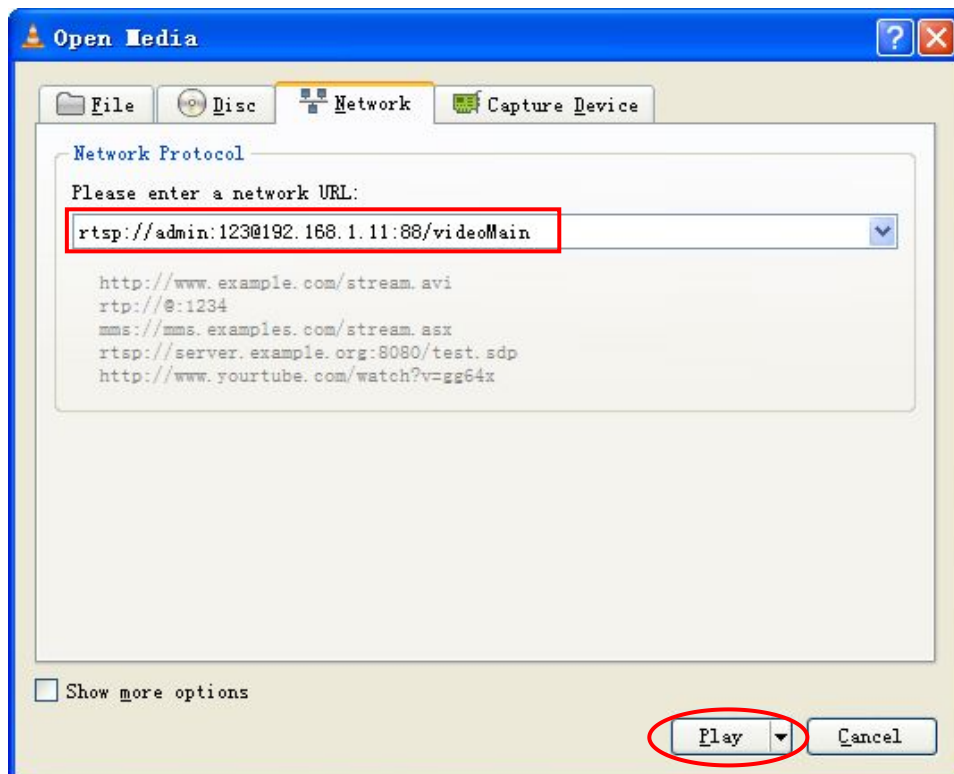 Open Media
File Disc Network Capture Device
Network Protocol
Please enter a network URL:
rtsp://admin:123@192.168.1.11:88/videoMain
http://www.example.com/stream.avi
rtp://@:1234
mms://mms.examples.com/stream.asx
rtsp://server.example.org:8080/test.sdp
http://www.yourtube.com/watch?v=gg64x
Show more options
Play Cancel